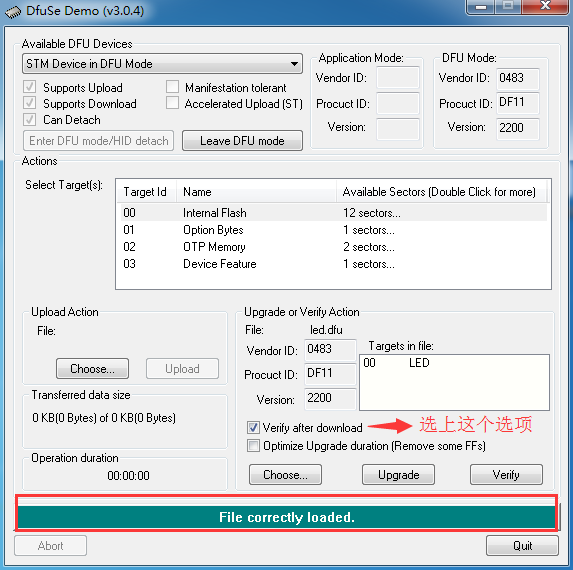 DfuSe Demo (v3.0.4)
Available DFU Devices
STM Device in DFU Mode
Supports Upload
Manifestation tolerant
Supports Download
Accelerated Upload (ST)
Can Detach
Enter DFU mode/HID detach
Leave DFU mode
Application Mode:
Vendor ID:
Procuct ID:
Version:
DFU Mode:
Vendor ID: 0483
Procuct ID: DF11
Version: 2200
Actions
Select Target(s):
Target Id Name Available Sectors (Double Click for more)
00 Internal Flash 12 sectors...
01 Option Bytes 1 sectors...
02 OTP Memory 2 sectors...
03 Device Feature 1 sectors...
Upload Action
File:
Choose...
Upload
Transferred data size
0 KB(0 Bytes) of 0 KB(0 Bytes)
Operation duration
00:00:00
Upgrade or Verify Action
File: led.dfu
Vendor ID: 0483
Procuct ID: DF11
Version: 2200
Targets in file:
00 LED
Verify after download
选上这个选项
Optimize Upgrade duration (Remove some FFs)
Choose...
Upgrade
Verify
File correctly loaded.
Abort
Quit